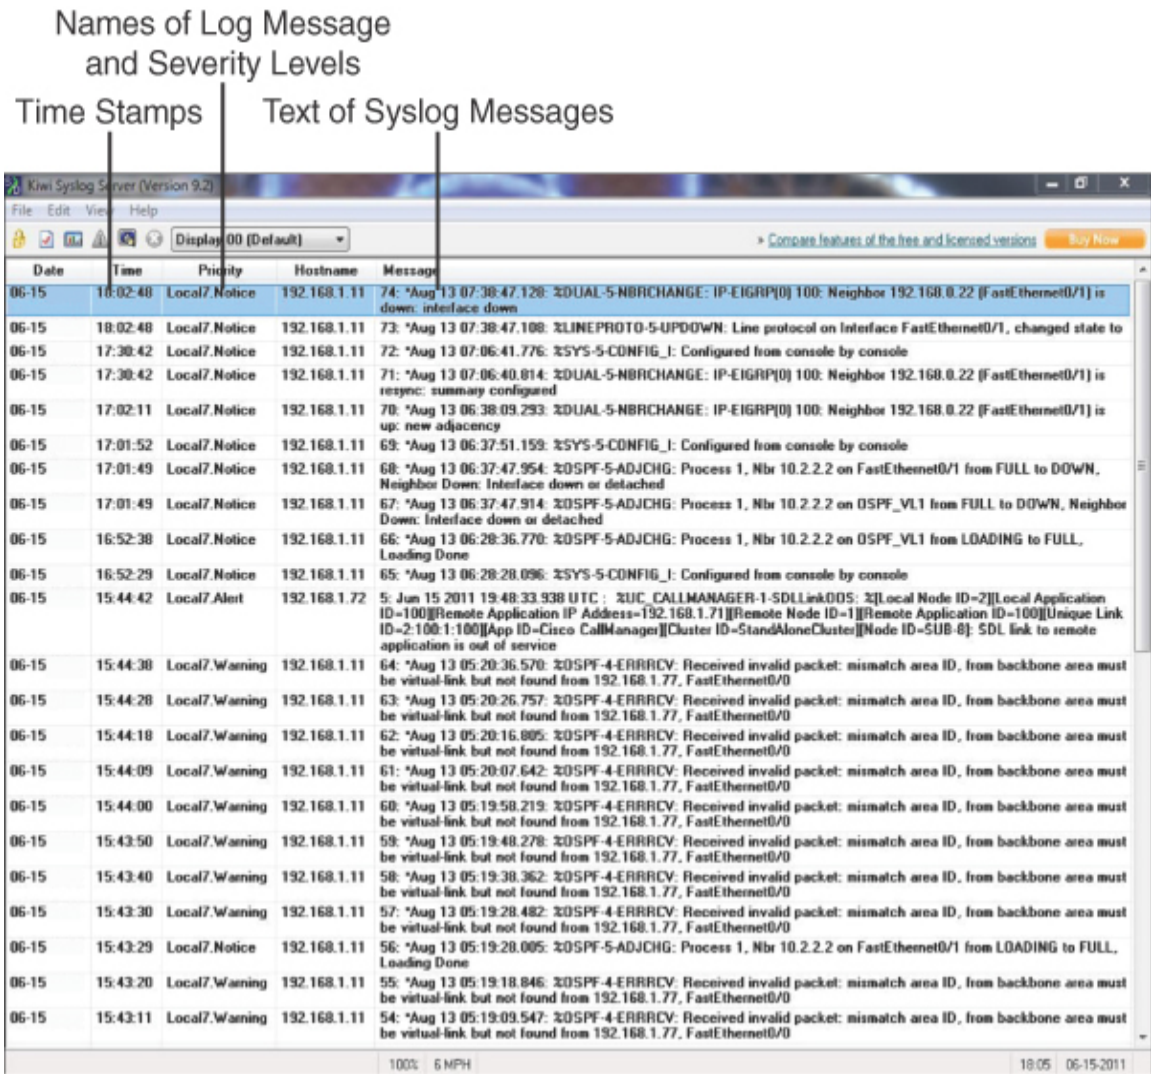 Names of Log Message
and Severity Levels
Time Stamps
Text of Syslog Messages
Kiwi Syslog Server (Version 9.2)
File Edit View Help
Display 00 (Default)
» Compare features of the free and licensed versions
Buy Now
Date Time Priority Hostname Message
06-15 18:02:48 Local7.Notice 192.168.1.11 74: *Aug 13 07:38:47.128: %DUAL-5-NBRCHANGE: IP-EIGRP(0) 100: Neighbor 192.168.0.22 (FastEthernet0/1) is
down: interface down
06-15 18:02:48 Local7.Notice 192.168.1.11 73: *Aug 13 07:38:47.108: %LINEPROTO-5-UPDOWN: Line protocol on Interface FastEthernet0/1, changed state to
06-15 17:30:42 Local7.Notice 192.168.1.11 72: *Aug 13 07:06:41.776: %SYS-5-CONFIG_I: Configured from console by console
06-15 17:30:42 Local7.Notice 192.168.1.11 71: *Aug 13 07:06:40.814: %DUAL-5-NBRCHANGE: IP-EIGRP(0) 100: Neighbor 192.168.0.22 (FastEthernet0/1) is
resync: summary configured
06-15 17:02:11 Local7.Notice 192.168.1.11 70: *Aug 13 06:38:09.293: %DUAL-5-NBRCHANGE: IP-EIGRP(0) 100: Neighbor 192.168.0.22 (FastEthernet0/1) is
up: new adjacency
06-15 17:01:52 Local7.Notice 192.168.1.11 69: *Aug 13 06:37:51.159: %SYS-5-CONFIG_I: Configured from console by console
06-15 17:01:49 Local7.Notice 192.168.1.11 68: *Aug 13 06:37:47.954: %OSPF-5-ADJCHG: Process 1, Nbr 10.2.2.2 on FastEthernet0/1 from FULL to DOWN,
Neighbor Down: Interface down or detached
06-15 17:01:49 Local7.Notice 192.168.1.11 67: *Aug 13 06:37:47.914: %OSPF-5-ADJCHG: Process 1, Nbr 10.2.2.2 on OSPF_VL1 from FULL to DOWN, Neighbor
Down: Interface down or detached
06-15 16:52:38 Local7.Notice 192.168.1.11 66: *Aug 13 06:28:36.770: %OSPF-5-ADJCHG: Process 1, Nbr 10.2.2.2 on OSPF_VL1 from LOADING to FULL,
Loading Done
06-15 16:52:29 Local7.Notice 192.168.1.11 65: *Aug 13 06:28:28.096: %SYS-5-CONFIG_I: Configured from console by console
06-15 15:44:42 Local7.Alert 192.168.1.72 5: Jun 15 2011 19:48:33.938 UTC : %UC_CALLMANAGER-1-SDLLinkOOS: %[Local Node ID=2][Local Application
ID=100][Remote Application IP Address=192.168.1.71][Remote Node ID=1][Remote Application ID=100][Unique Link
ID=2:100:1:100][App ID=Cisco CallManager][Cluster ID=StandAloneCluster][Node ID=SUB-8]: SDL link to remote
application is out of service
06-15 15:44:38 Local7.Warning 192.168.1.11 64: *Aug 13 05:20:36.570: %OSPF-4-ERRRCV: Received invalid packet: mismatch area ID, from backbone area must
be virtual-link but not found from 192.168.1.77, FastEthernet0/0
06-15 15:44:28 Local7.Warning 192.168.1.11 63: *Aug 13 05:20:26.757: %OSPF-4-ERRRCV: Received invalid packet: mismatch area ID, from backbone area must
be virtual-link but not found from 192.168.1.77, FastEthernet0/0
06-15 15:44:18 Local7.Warning 192.168.1.11 62: *Aug 13 05:20:16.805: %OSPF-4-ERRRCV: Received invalid packet: mismatch area ID, from backbone area must
be virtual-link but not found from 192.168.1.77, FastEthernet0/0
06-15 15:44:09 Local7.Warning 192.168.1.11 61: *Aug 13 05:20:07.642: %OSPF-4-ERRRCV: Received invalid packet: mismatch area ID, from backbone area must
be virtual-link but not found from 192.168.1.77, FastEthernet0/0
06-15 15:44:00 Local7.Warning 192.168.1.11 60: *Aug 13 05:19:58.219: %OSPF-4-ERRRCV: Received invalid packet: mismatch area ID, from backbone area must
be virtual-link but not found from 192.168.1.77, FastEthernet0/0
06-15 15:43:50 Local7.Warning 192.168.1.11 59: *Aug 13 05:19:48.278: %OSPF-4-ERRRCV: Received invalid packet: mismatch area ID, from backbone area must
be virtual-link but not found from 192.168.1.77, FastEthernet0/0
06-15 15:43:40 Local7.Warning 192.168.1.11 58: *Aug 13 05:19:38.362: %OSPF-4-ERRRCV: Received invalid packet: mismatch area ID, from backbone area must
be virtual-link but not found from 192.168.1.77, FastEthernet0/0
06-15 15:43:30 Local7.Warning 192.168.1.11 57: *Aug 13 05:19:28.482: %OSPF-4-ERRRCV: Received invalid packet: mismatch area ID, from backbone area must
be virtual-link but not found from 192.168.1.77, FastEthernet0/0
06-15 15:43:29 Local7.Notice 192.168.1.11 56: *Aug 13 05:19:28.005: %OSPF-5-ADJCHG: Process 1, Nbr 10.2.2.2 on FastEthernet0/1 from LOADING to FULL,
Loading Done
06-15 15:43:20 Local7.Warning 192.168.1.11 55: *Aug 13 05:19:18.846: %OSPF-4-ERRRCV: Received invalid packet: mismatch area ID, from backbone area must
be virtual-link but not found from 192.168.1.77, FastEthernet0/0
06-15 15:43:11 Local7.Warning 192.168.1.11 54: *Aug 13 05:19:09.547: %OSPF-4-ERRRCV: Received invalid packet: mismatch area ID, from backbone area must
be virtual-link but not found from 192.168.1.77, FastEthernet0/0
100% 6 MPH 18:05 06-15-2011